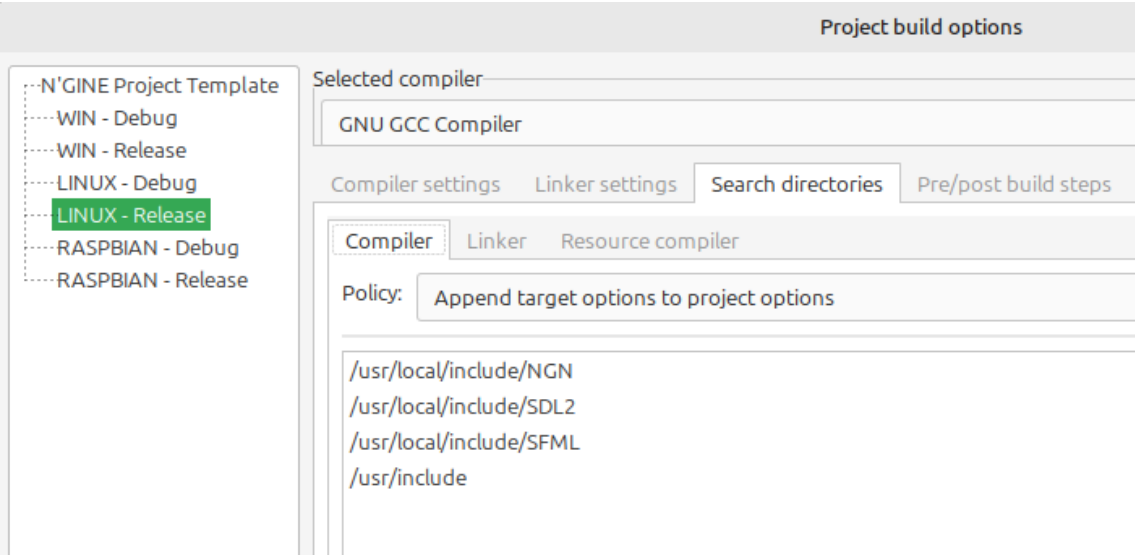 Project build options
N'GINE Project Template
WIN - Debug
WIN - Release
LINUX - Debug
LINUX - Release
RASPBIAN - Debug
RASPBIAN - Release
Selected compiler
GNU GCC Compiler
Compiler settings Linker settings Search directories Pre/post build steps
Compiler Linker Resource compiler
Policy: Append target options to project options
/usr/local/include/NGN
/usr/local/include/SDL2
/usr/local/include/SFML
/usr/include